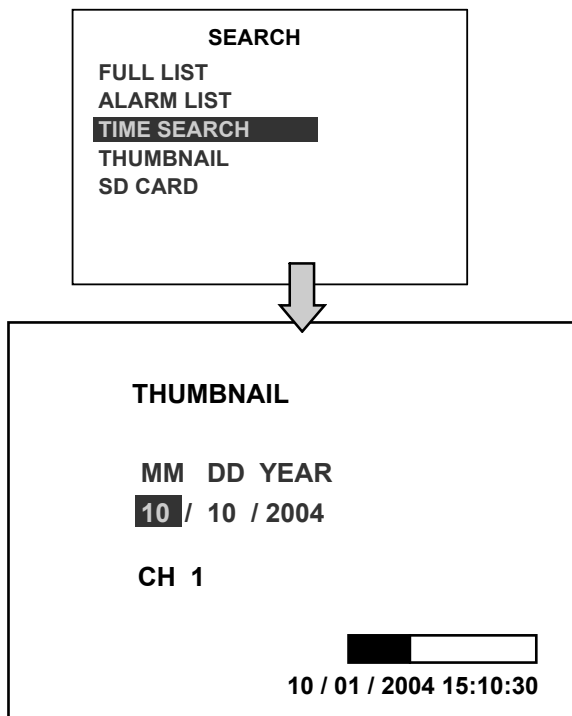 SEARCH
FULL LIST
ALARM LIST
TIME SEARCH
THUMBNAIL
SD CARD
THUMBNAIL
MM DD YEAR
10 / 10 / 2004
CH 1
10 / 01 / 2004 15:10:30